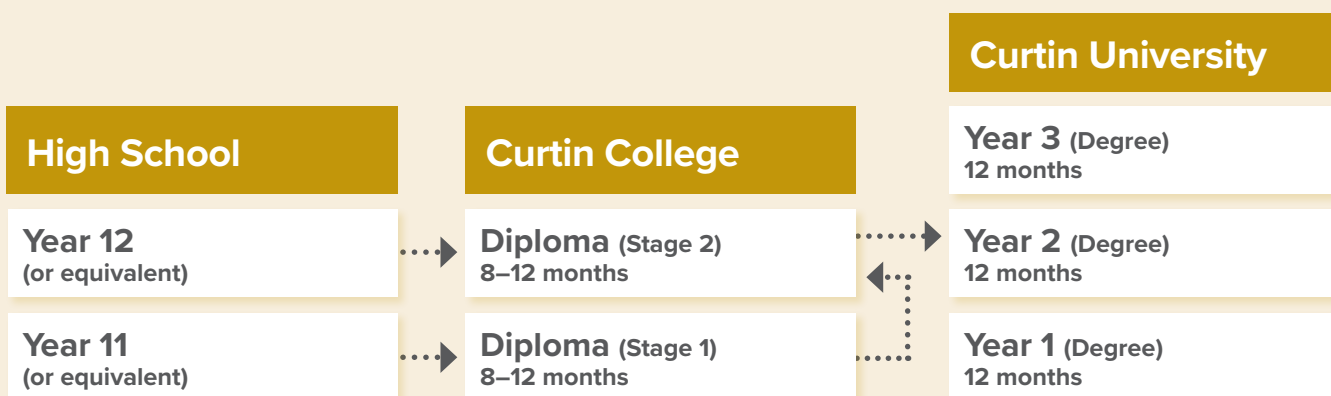 High School
Year 12
(or equivalent)
Year 11
(or equivalent)
Curtin College
Diploma (Stage 2)
8–12 months
Diploma (Stage 1)
8–12 months
Curtin University
Year 3 (Degree)
12 months
Year 2 (Degree)
12 months
Year 1 (Degree)
12 months